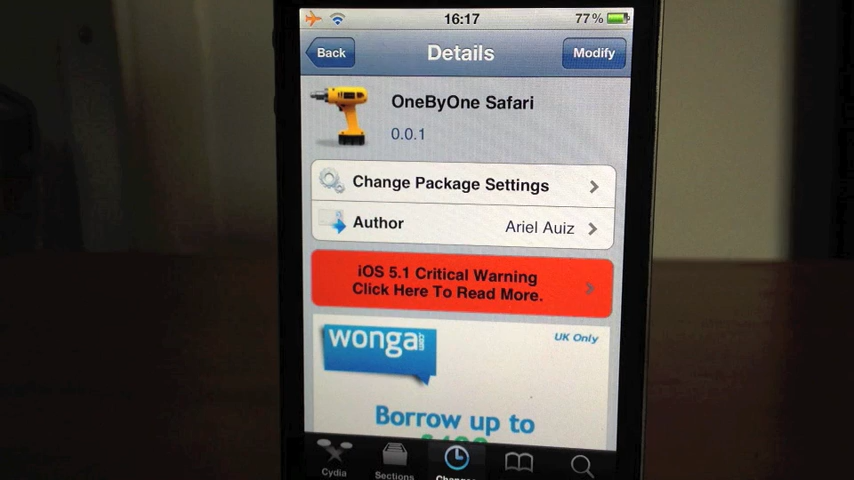 16:17
77%
Back
Details
Modify
OneByOne Safari
0.0.1
Change Package Settings
Author
Ariel Auiz
iOS 5.1 Critical Warning
Click Here To Read More.
wonga
.com
UK Only
Borrow up to
Cydia
Sections